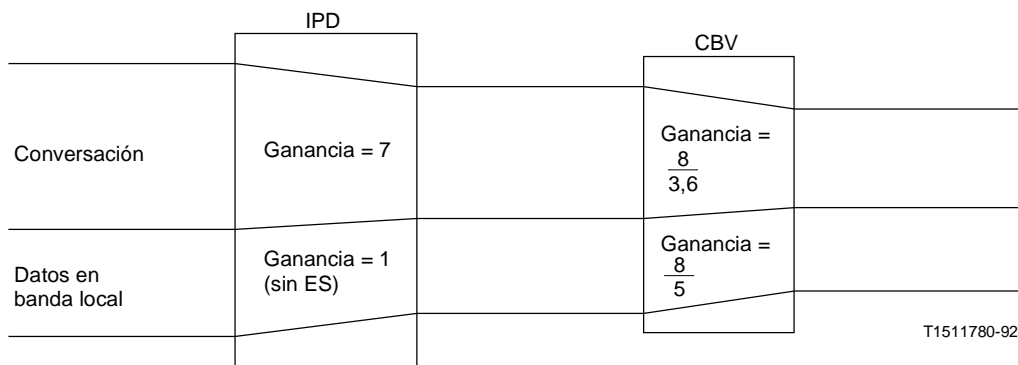 IPD
CBV
Conversación
Ganancia = 7
Ganancia =
8
3,6
Datos en
banda local
Ganancia = 1
(sin ES)
Ganancia =
8
5
T1511780-92